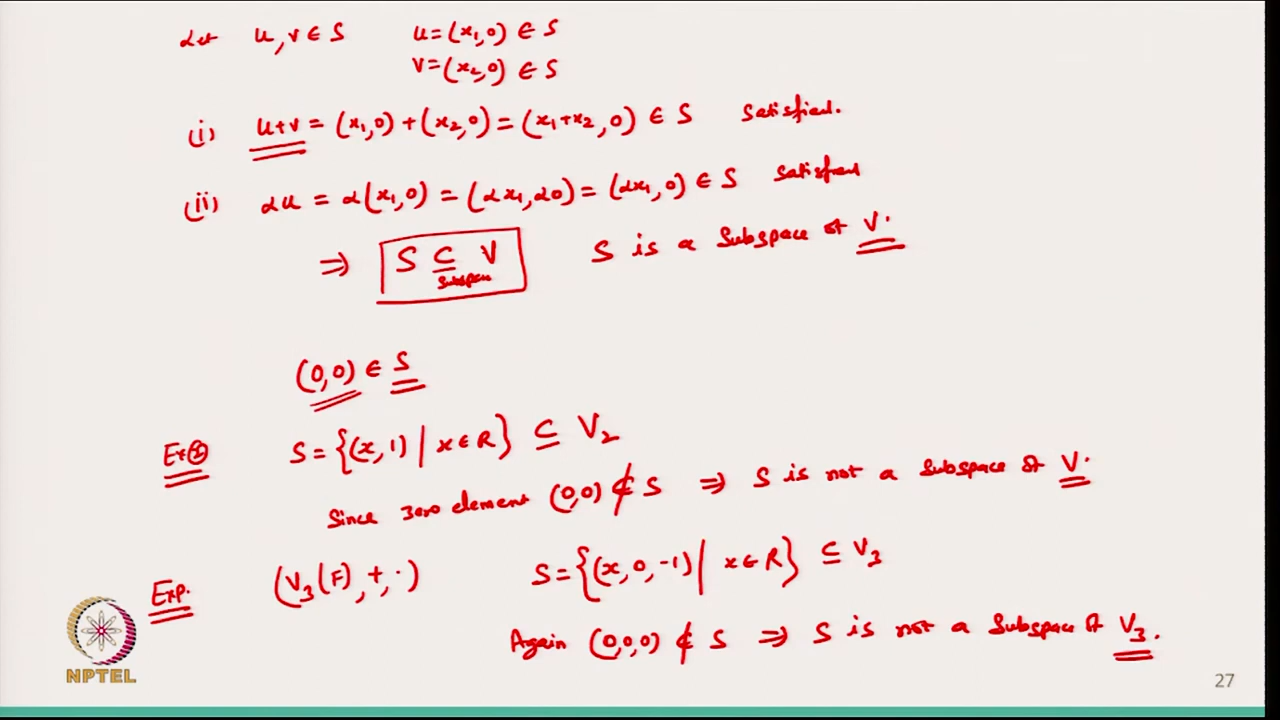 Let u, v ∈ S u = (x₁, 0) ∈ S
v = (x₂, 0) ∈ S
(i) u+v = (x₁, 0) + (x₂, 0) = (x₁+x₂, 0) ∈ S Satisfied.
(ii) αu = α(x₁, 0) = (αx₁, α0) = (αx₁, 0) ∈ S Satisfied
⇒ S ⊆ V S is a Subspace of V.
Subspace
(0,0) ∈ S
Ex② S = {(x, 1) | x ∈ R} ⊆ V₂
Since zero element (0,0) ∉ S ⇒ S is not a Subspace of V.
Exp. (V₃(F), +, ·) S = {(x, 0, -1) | x ∈ R} ⊆ V₃
Again (0,0,0) ∉ S ⇒ S is not a Subspace of V₃.
NPTEL
27